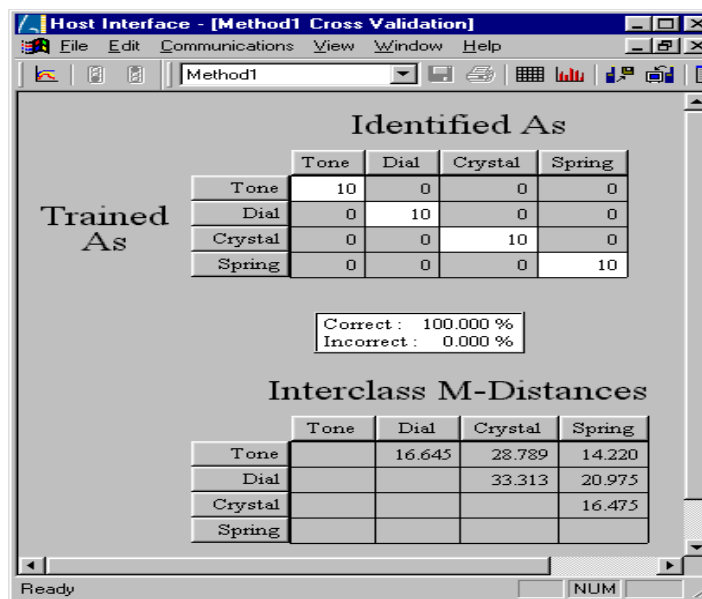 Host Interface - [Method1 Cross Validation]
File Edit Communications View Window Help
Method1
Identified As
Tone Dial Crystal Spring
Trained As
Tone 10 0 0 0
Dial 0 10 0 0
Crystal 0 0 10 0
Spring 0 0 0 10
Correct : 100.000 %
Incorrect : 0.000 %
Interclass M-Distances
Tone Dial Crystal Spring
Tone 16.645 28.789 14.220
Dial 33.313 20.975
Crystal 16.475
Spring
Ready NUM